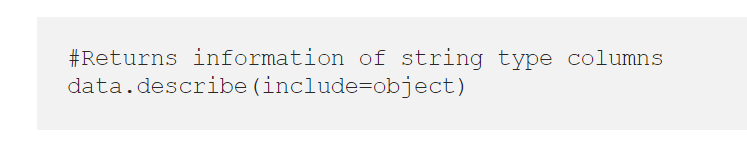 #Returns information of string type columns
data.describe(include=object)